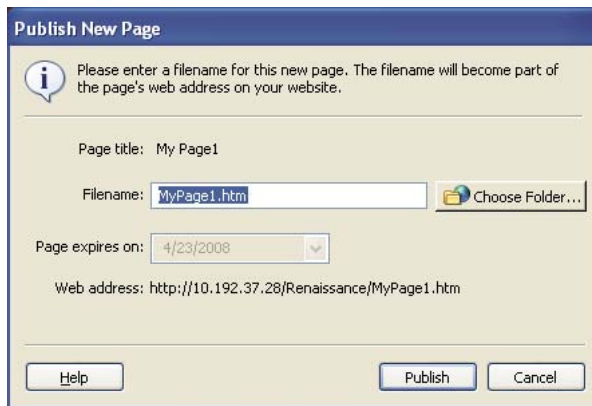 Publish New Page
Please enter a filename for this new page. The filename will become part of
the page's web address on your website.
Page title: My Page1
Filename: MyPage1.htm Choose Folder...
Page expires on: 4/23/2008
Web address: http://10.192.37.28/Renaissance/MyPage1.htm
Help Publish Cancel